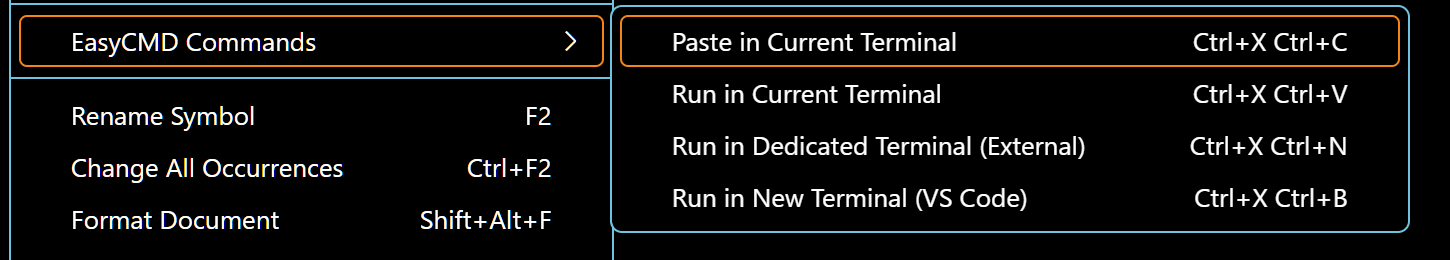 EasyCMD Commands
Rename Symbol F2
Change All Occurrences Ctrl+F2
Format Document Shift+Alt+F
Paste in Current Terminal Ctrl+X Ctrl+C
Run in Current Terminal Ctrl+X Ctrl+V
Run in Dedicated Terminal (External) Ctrl+X Ctrl+N
Run in New Terminal (VS Code) Ctrl+X Ctrl+B